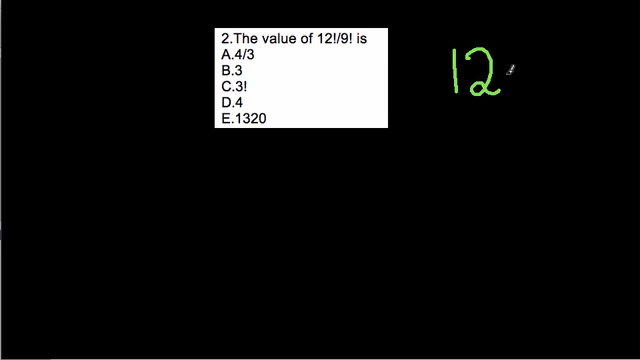 2.The value of 12!/9! is
A.4/3
B.3
C.3!
D.4
E.1320
12